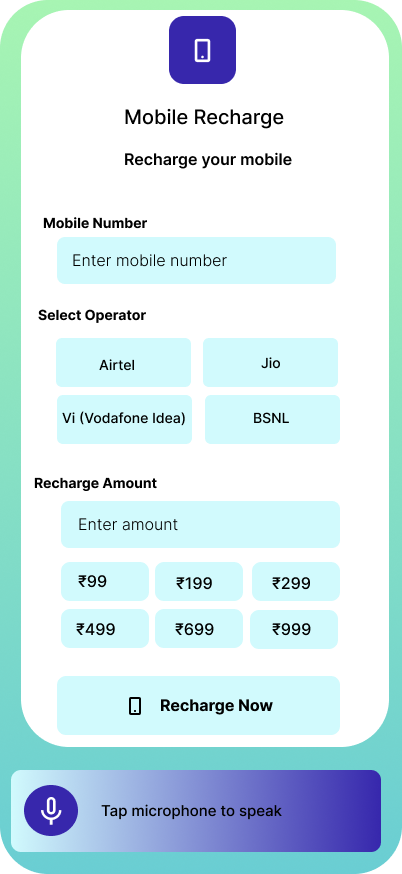 Mobile Recharge
Recharge your mobile
Mobile Number
Enter mobile number
Select Operator
Airtel
Jio
Vi (Vodafone Idea)
BSNL
Recharge Amount
Enter amount
₹99
₹199
₹299
₹499
₹699
₹999
Recharge Now
Tap microphone to speak